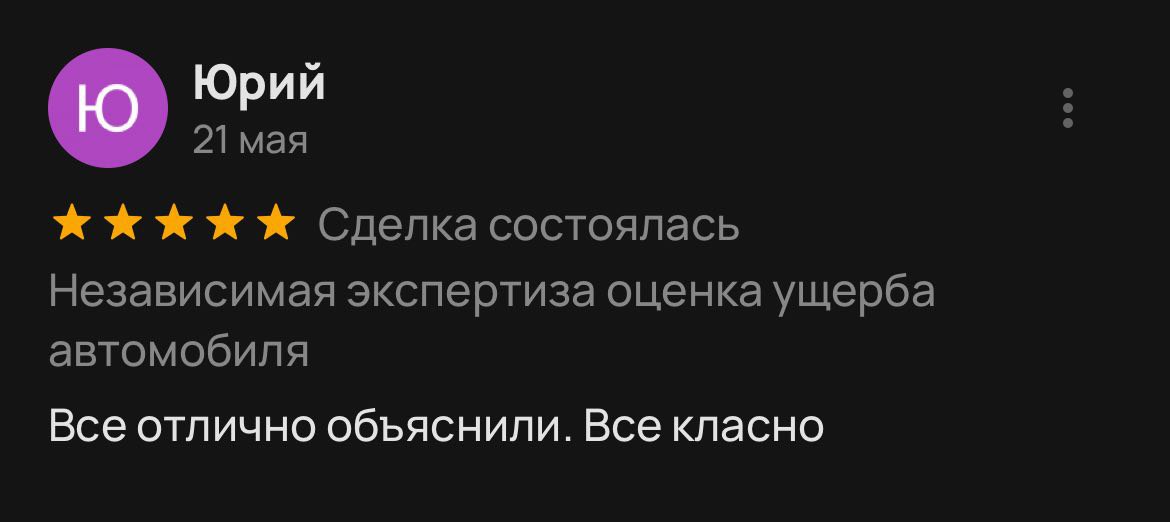 Ю
Юрий
21 мая
Сделка состоялась
Независимая экспертиза оценка ущерба
автомобиля
Все отлично объяснили. Все класно